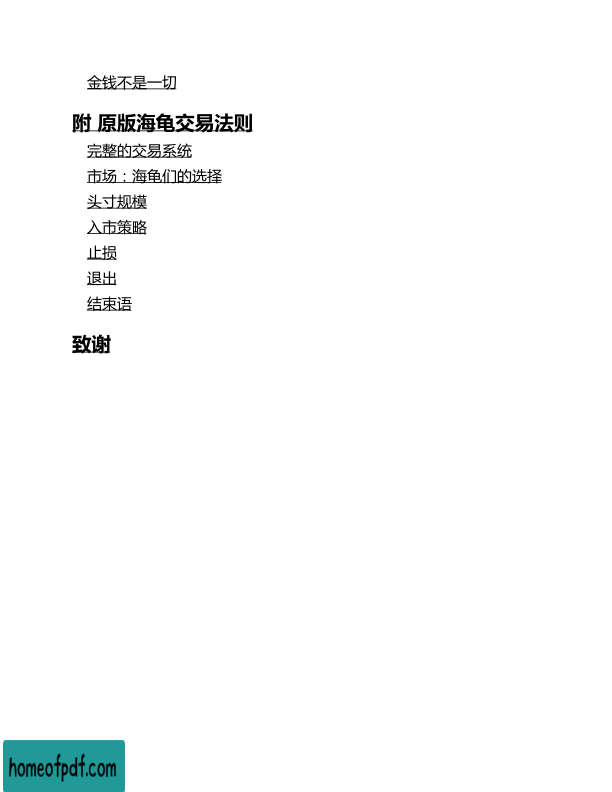 金钱不是一切
附 原版海龟交易法则
完整的交易系统
市场：海龟们的选择
头寸规模
入市策略
止损
退出
结束语
致谢
homeofpdf.com